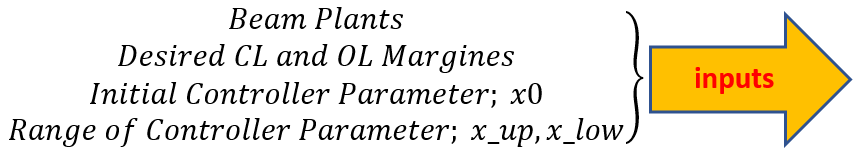 Beam Plants
Desired CL and OL Margines
Initial Controller Parameter; x0
Range of Controller Parameter; x_up, x_low
inputs